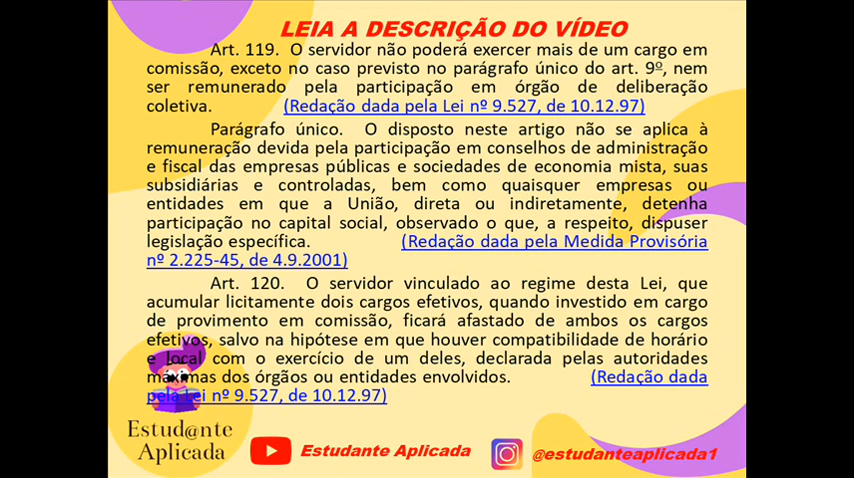 LEIA A DESCRIÇÃO DO VÍDEO
Art. 119. O servidor não poderá exercer mais de um cargo em
comissão, exceto no caso previsto no parágrafo único do art. 9º, nem
ser remunerado pela participação em órgão de deliberação
coletiva. (Redação dada pela Lei nº 9.527, de 10.12.97)
Parágrafo único. O disposto neste artigo não se aplica à
remuneração devida pela participação em conselhos de administração
e fiscal das empresas públicas e sociedades de economia mista, suas
subsidiárias e controladas, bem como quaisquer empresas ou
entidades em que a União, direta ou indiretamente, detenha
participação no capital social, observado o que, a respeito, dispuser
legislação específica. (Redação dada pela Medida Provisória
nº 2.225-45, de 4.9.2001)
Art. 120. O servidor vinculado ao regime desta Lei, que
acumular licitamente dois cargos efetivos, quando investido em cargo
de provimento em comissão, ficará afastado de ambos os cargos
efetivos, salvo na hipótese em que houver compatibilidade de horário
e local com o exercício de um deles, declarada pelas autoridades
máximas dos órgãos ou entidades envolvidos. (Redação dada
pela Lei nº 9.527, de 10.12.97)
Estud@nte
Aplicada
Estudante Aplicada
@estudanteaplicada1